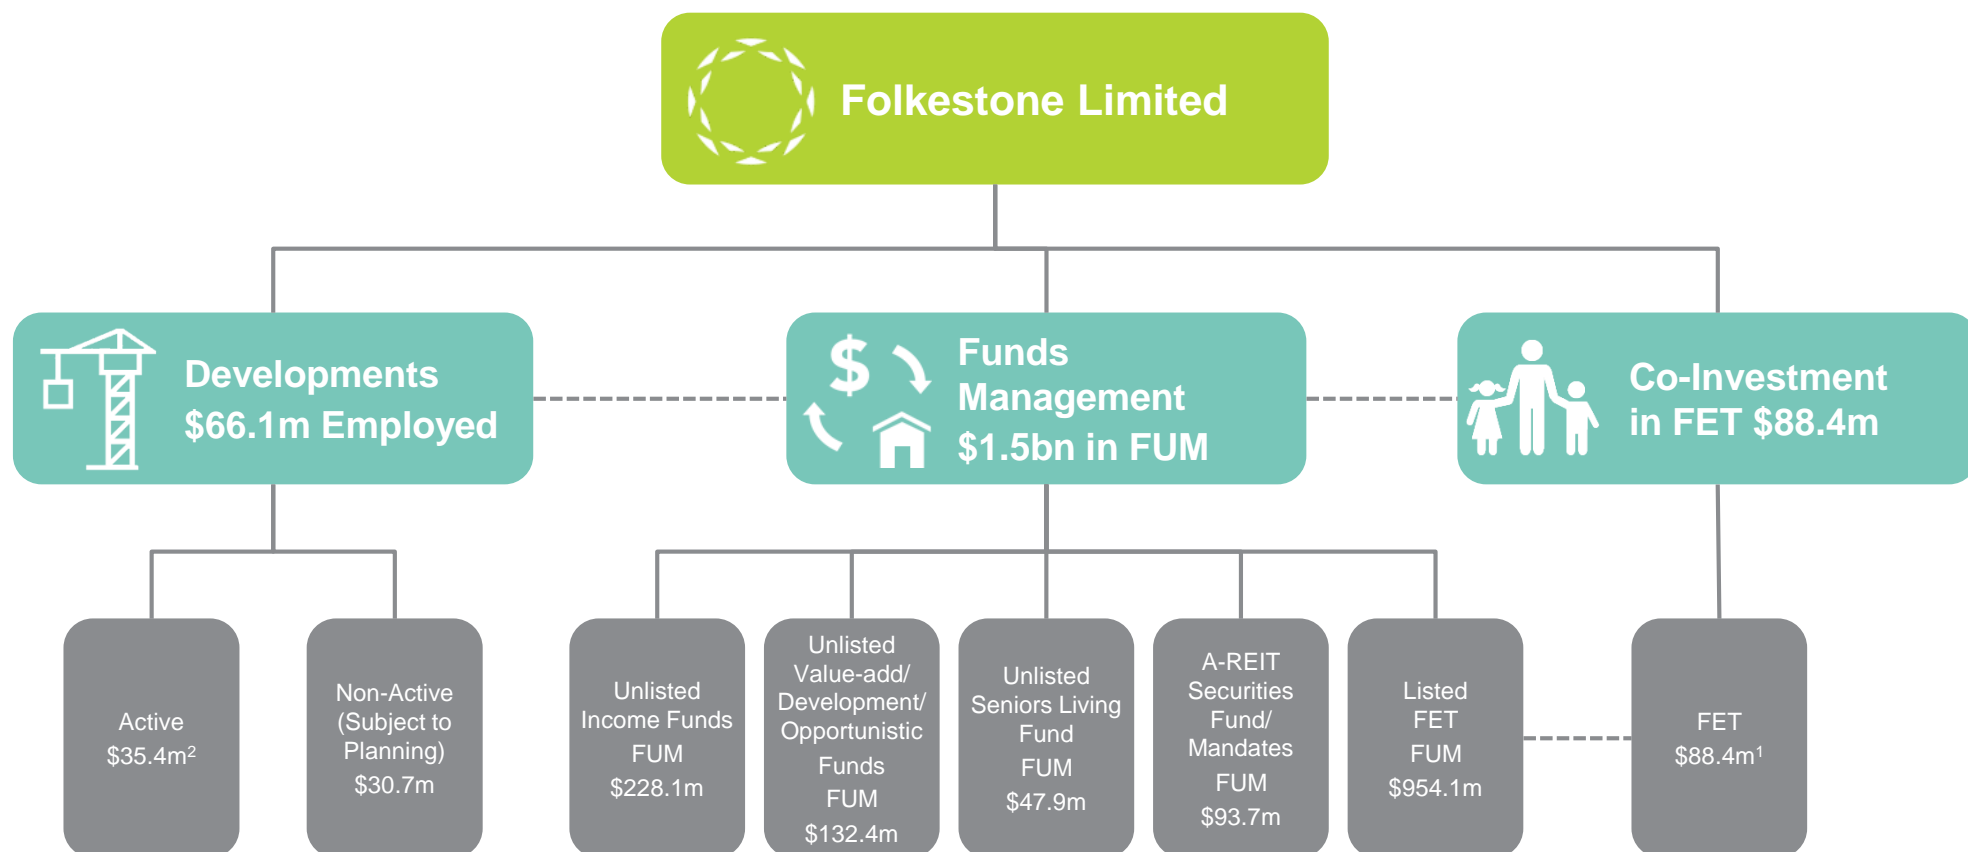 Folkestone Limited
Developments
$66.1m Employed
Funds
Management
$1.5bn in FUM
Co-Investment
in FET $88.4m
Active
$35.4m²
Non-Active
(Subject to
Planning)
$30.7m
Unlisted
Income Funds
FUM
$228.1m
Unlisted
Value-add/
Development/
Opportunistic
Funds
FUM
$132.4m
Unlisted
Seniors Living
Fund
FUM
$47.9m
A-REIT
Securities
Fund/
Mandates
FUM
$93.7m
Listed
FET
FUM
$954.1m
FET
$88.4m¹